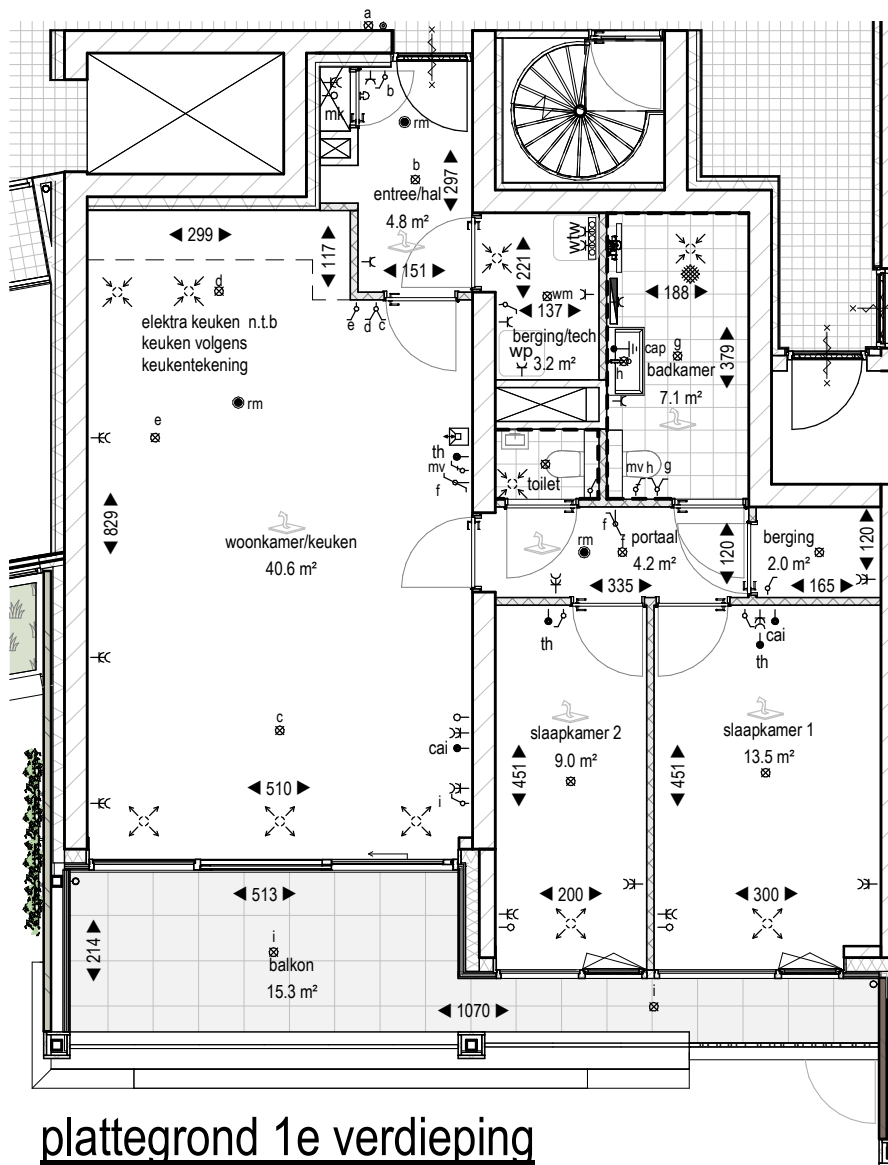 a
b
mk
rm
b
entree/hal
4.8 m²
297
151
299
117
d
e d c
elektra keuken n.t.b
keuken volgens
keukentekening
rm
e
829
woonkamer/keuken
40.6 m²
th
mv
f
wtw
221
wm
137
berging/tech
3.2 m²
wp
188
cap
h
g
badkamer
7.1 m²
379
toilet
mv h g
f
f
rm
portaal
4.2 m²
335
120
berging
2.0 m²
165
120
th
cai
th
slaapkamer 2
9.0 m²
451
200
slaapkamer 1
13.5 m²
451
300
c
cai
i
510
513
214
i
balkon
15.3 m²
1070
i
plattegrond 1e verdieping